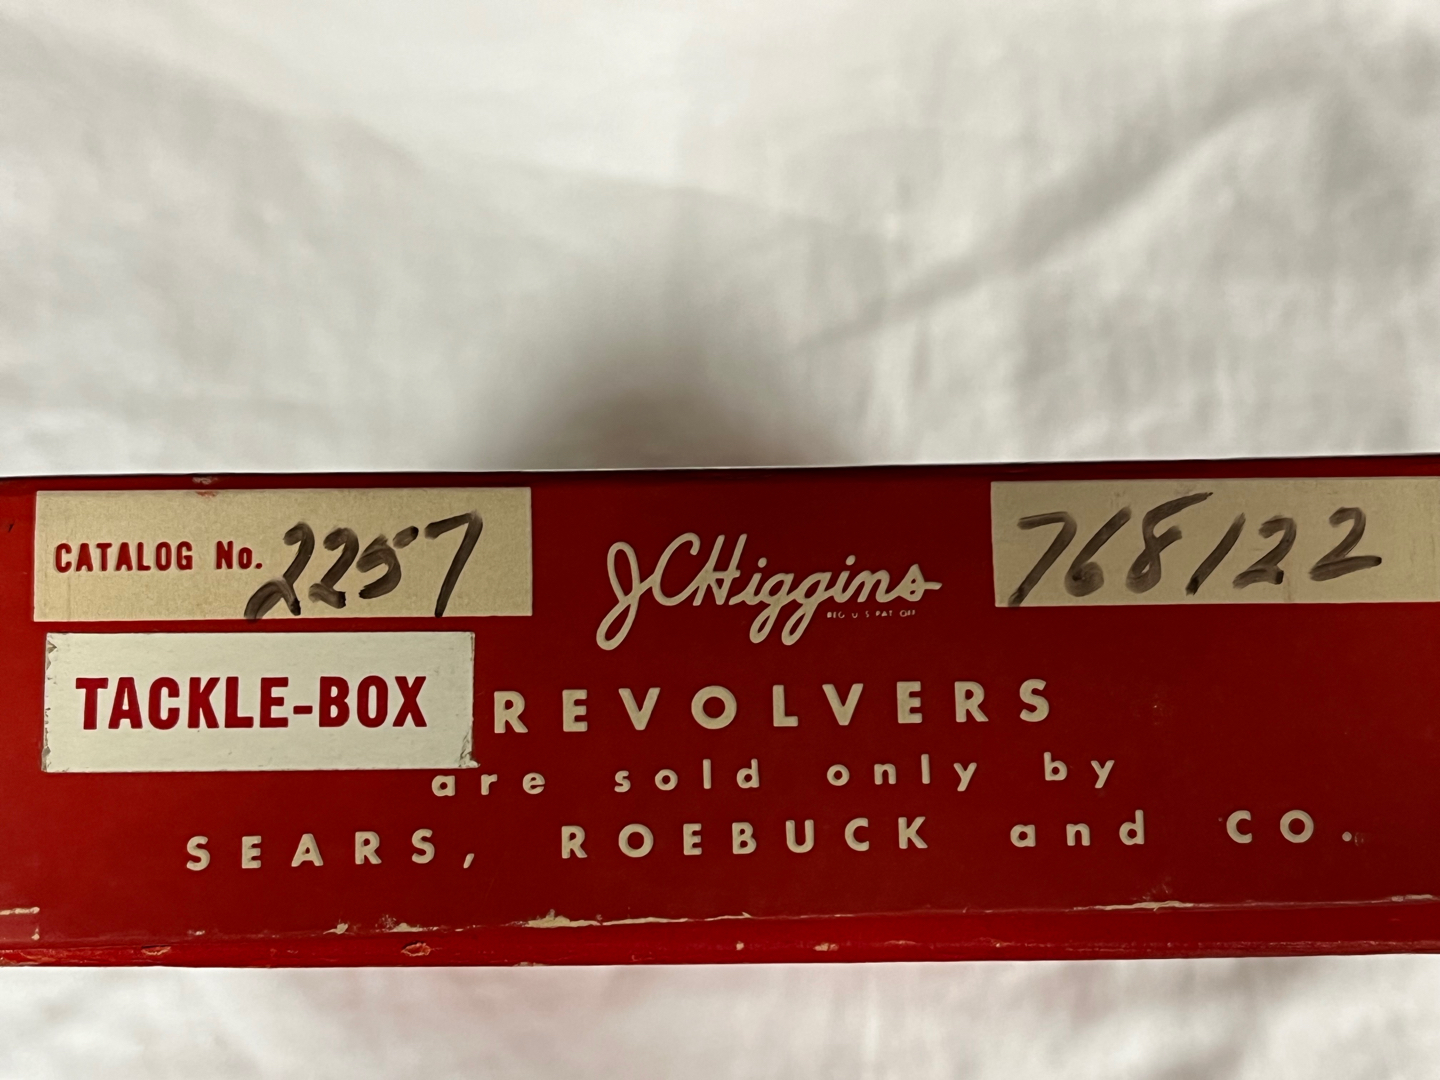 CATALOG No. 2257
JCHiggins
REG U S PAT OFF
768122
TACKLE-BOX REVOLVERS
are sold only by
SEARS, ROEBUCK and CO.